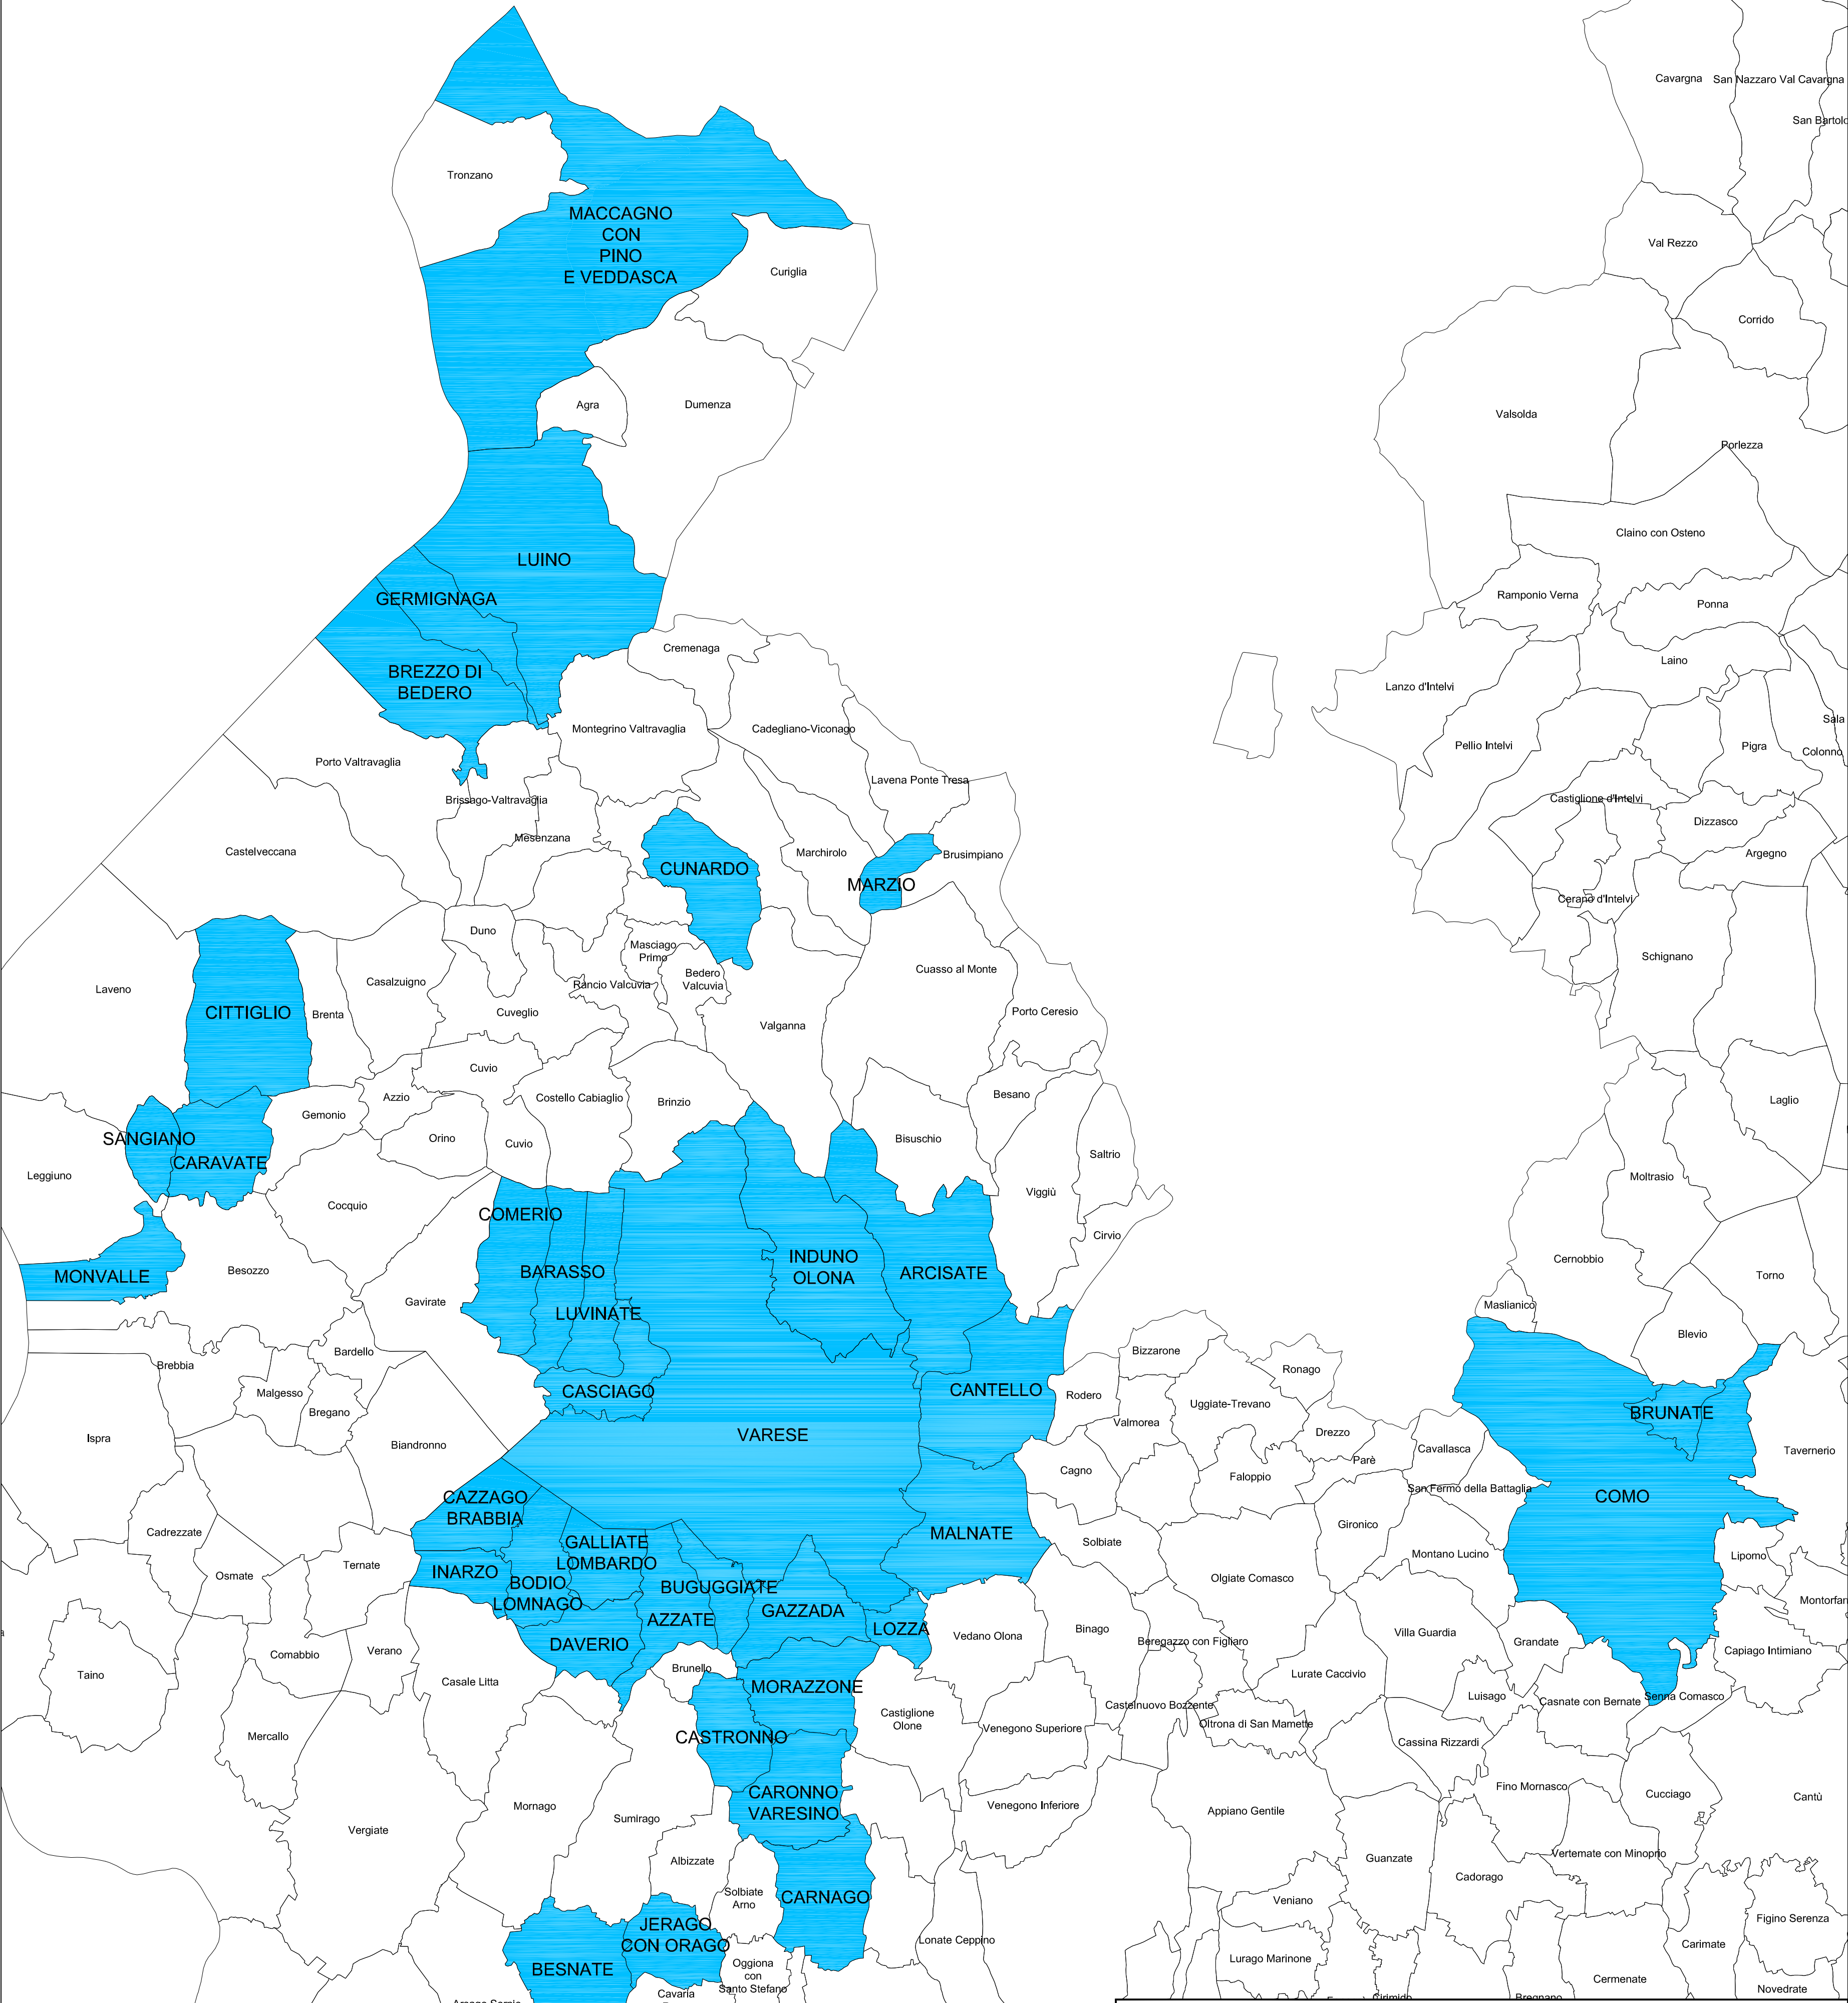 Cavargna
San Nazzaro Val Cavargna
San Bartolo
Tronzano
MACCAGNO
CON
PINO
E VEDDASCA
Val Rezzo
Curiglia
Corrido
Agra
Dumenza
Valsolda
Porlezza
Claino con Osteno
LUINO
GERMIGNAGA
Ramponio Verna
Ponna
Cremenaga
Laino
BREZZO DI
BEDERO
Lanzo d'Intelvi
Montegrino Valtravaglia
Cadegliano-Viconago
Sala
Pellio Intelvi
Pigra
Colonno
Porto Valtravaglia
Lavena Ponte Tresa
Brissago-Valtravaglia
Castiglione d'Intelvi
Dizzasco
Mesenzana
Castelveccana
Marchirolo
Brusimpiano
Argegno
CUNARDO
MARZIO
Cerano d'Intelvi
Duno
Masciago
Primo
Schignano
Bedero
Valcuvia
Cuasso al Monte
Casalzuigno
Rancio Valcuvia
Laveno
CITTIGLIO
Brenta
Cuveglio
Porto Ceresio
Valganna
Cuvio
Azzio
Costello Cabiaglio
Brinzio
Besano
Laglio
Gemonio
SANGIANO
Orino
Cuvio
Bisuschio
Saltrio
CARAVATE
Leggiuno
Moltrasio
Viggiù
Cocquio
COMERIO
Cirvio
MONVALLE
Besozzo
BARASSO
INDUNO
OLONA
ARCISATE
Cernobbio
Torno
Gavirate
LUVINATE
Maslianico
Blevio
Bardello
Bizzarone
Brebbia
Ronago
Malgesso
CASCIAGO
CANTELLO
Rodero
Uggiate-Trevano
Bregano
BRUNATE
Valmorea
Ispra
Biandronno
VARESE
Drezzo
Cavallasca
Tavernerio
Parè
Cagno
Faloppio
San Fermo della Battaglia
CAZZAGO
BRABBIA
COMO
Cadrezzate
GALLIATE
LOMBARDO
MALNATE
Solbiate
Gironico
Montano Lucino
Lipomo
Ternate
INARZO
Osmate
BODIO
LOMNAGO
BUGUGGIATE
Olgiate Comasco
Montorfan
AZZATE
GAZZADA
LOZZA
Vedano Olona
Binago
Villa Guardia
a
DAVERIO
Beregazzo con Figliaro
Grandate
Capiago Intimiano
Comabbio
Verano
Taino
Casale Litta
Brunello
Lurate Caccivio
MORAZZONE
Luisago
Casnate con Bernate
Senna Comasco
Castiglione
Olone
Castelnuovo Bozzente
Mercallo
CASTRONNO
Venegono Superiore
Oltrona di San Mamette
Cassina Rizzardi
Fino Mornasco
Cucciago
Cantù
CARONNO
VARESINO
Mornago
Venegono Inferiore
Sumirago
Appiano Gentile
Vergiate
Vertemate con Minoprio
Albizzate
Guanzate
Cadorago
Solbiate
Arno
CARNAGO
Veniano
JERAGO
CON ORAGO
Figino Serenza
Lonate Ceppino
Carimate
BESNATE
Oggiona
con
Santo Stefano
Lurago Marinone
Cermenate
Novedrate
Cavaria
Cirimido
Bregnano